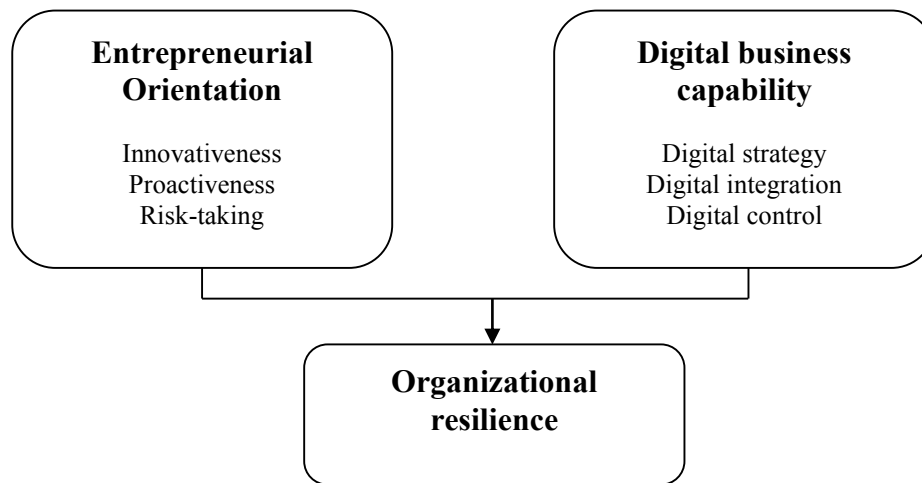 Entrepreneurial
Orientation
Innovativeness
Proactiveness
Risk-taking
Digital business
capability
Digital strategy
Digital integration
Digital control
Organizational
resilience